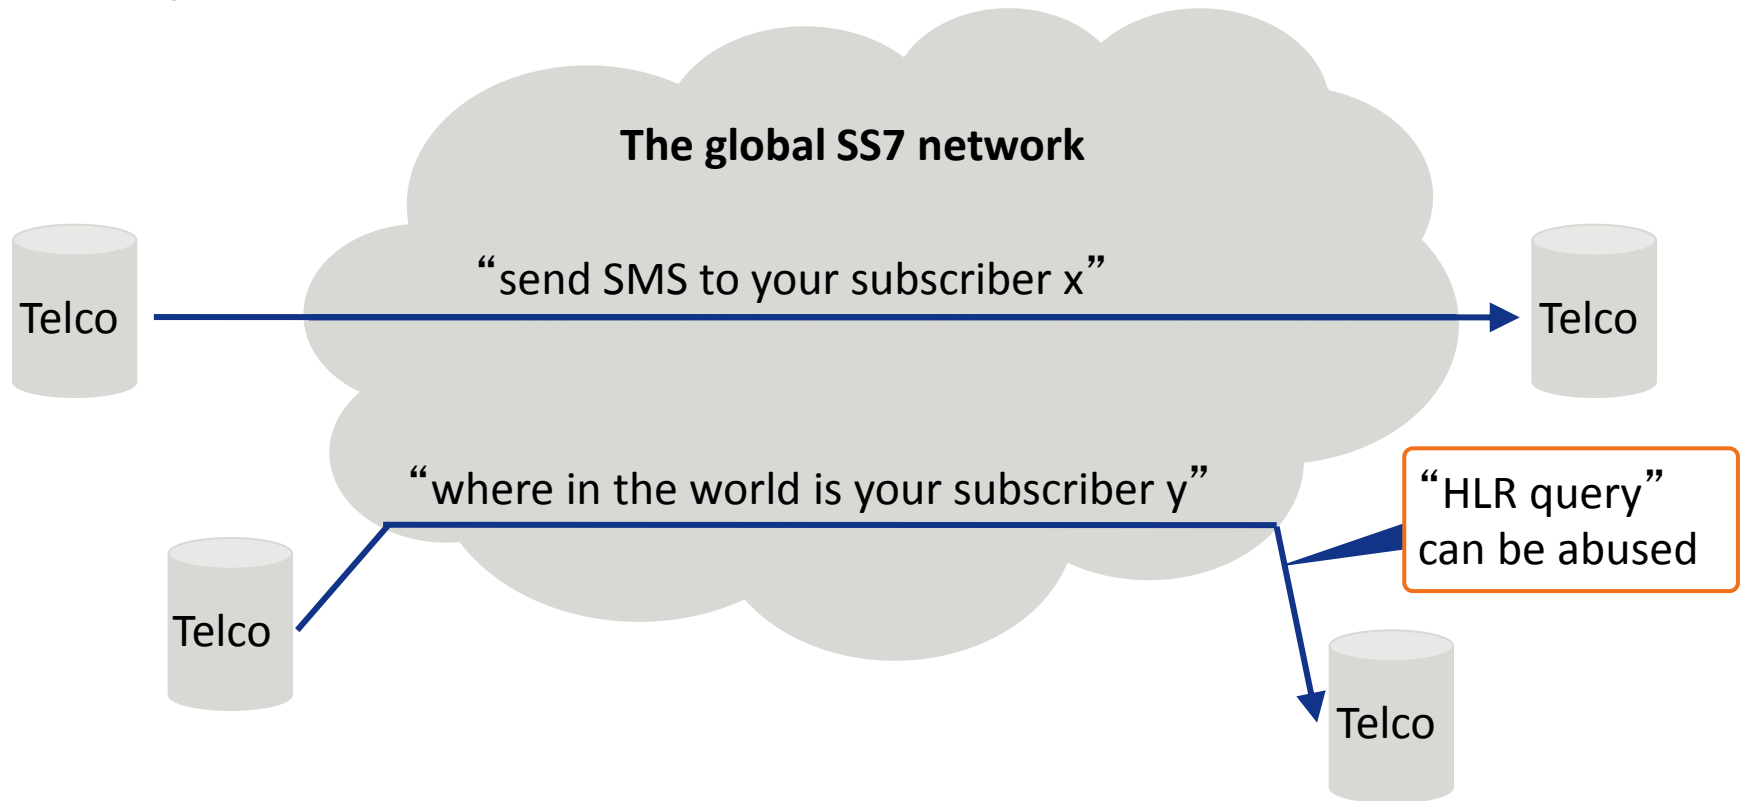 The global SS7 network
“send SMS to your subscriber x”
Telco
Telco
“where in the world is your subscriber y”
“HLR query”
can be abused
Telco
Telco